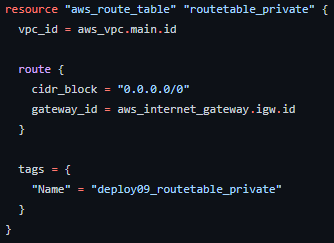 resource "aws_route_table" "routetable_private" {
  vpc_id = aws_vpc.main.id
  route {
    cidr_block = "0.0.0.0/0"
    gateway_id = aws_internet_gateway.igw.id
  }
  tags = {
    "Name" = "deploy09_routetable_private"
  }
}